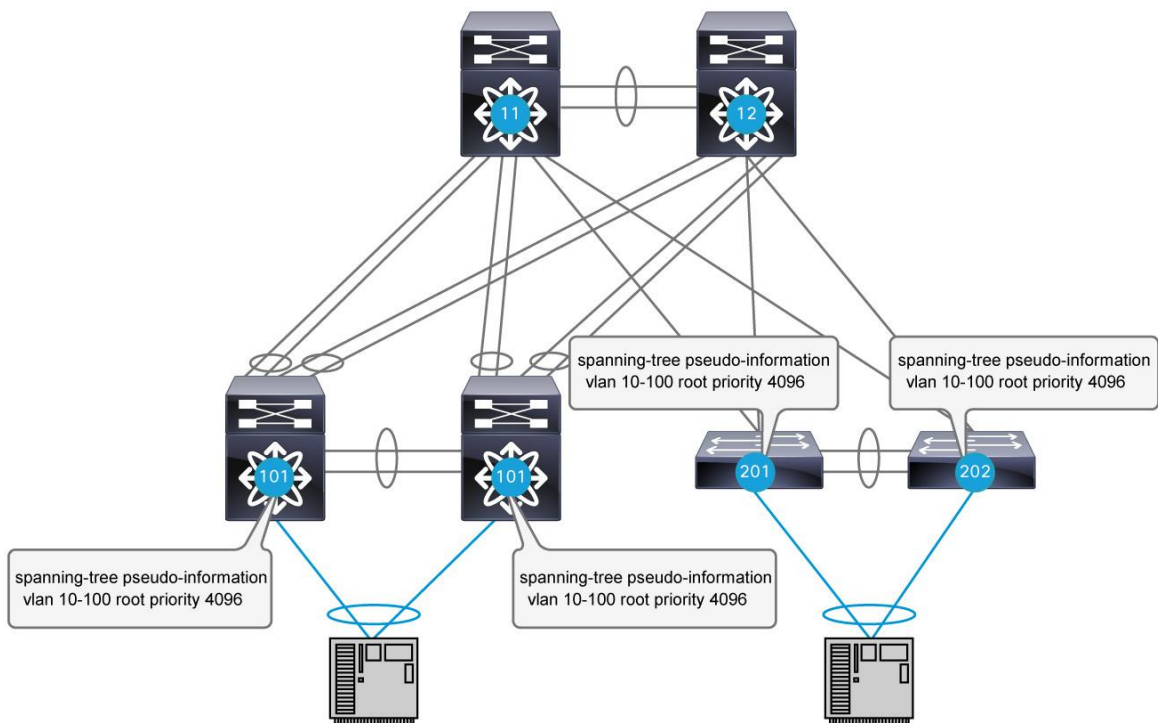 11
12
spanning-tree pseudo-information
vlan 10-100 root priority 4096
spanning-tree pseudo-information
vlan 10-100 root priority 4096
101
101
201
202
spanning-tree pseudo-information
vlan 10-100 root priority 4096
spanning-tree pseudo-information
vlan 10-100 root priority 4096